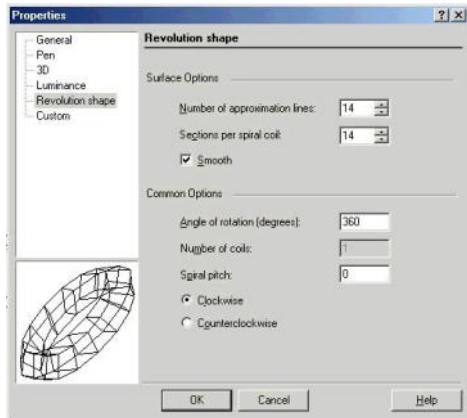 Properties
General
Pen
3D
Luminance
Revolution shape
Custom
Revolution shape
Surface Options
Number of approximation lines: 14
Sections per spiral coil: 14
Smooth
Common Options
Angle of rotation (degrees): 360
Number of coils: 1
Spiral pitch: 0
Clockwise
Counterclockwise
OK Cancel Help